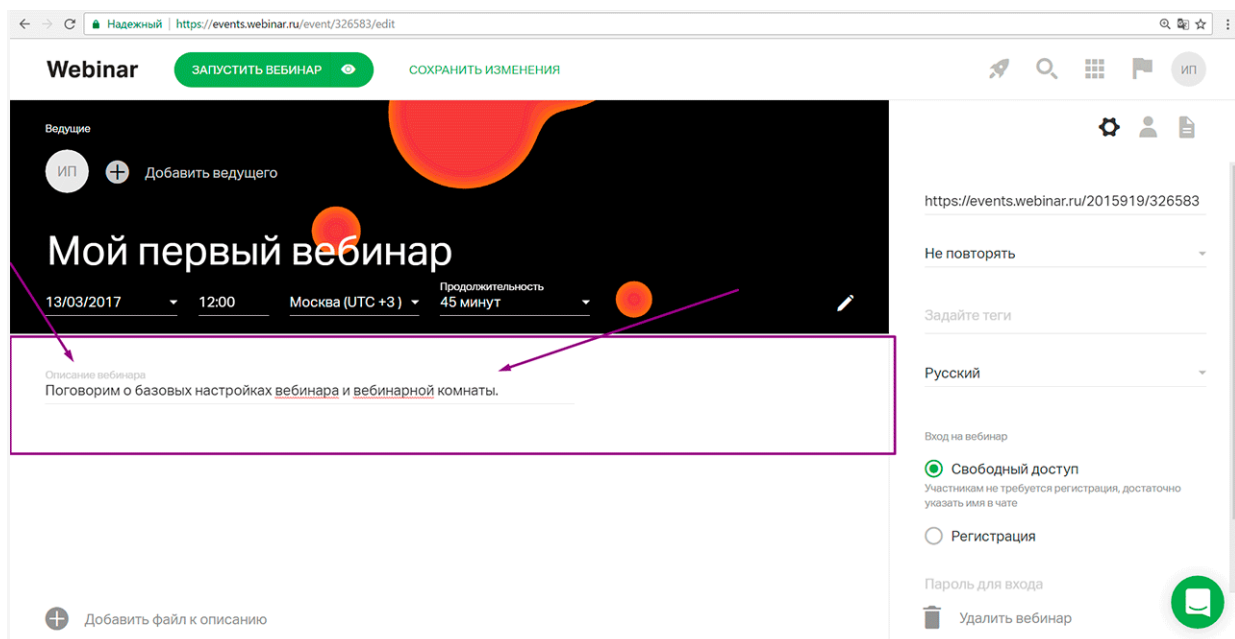 Надежный | https://events.webinar.ru/event/326583/edit
Webinar ЗАПУСТИТЬ ВЕБИНАР СОХРАНИТЬ ИЗМЕНЕНИЯ ИП
Ведущие
ИП Добавить ведущего
Мой первый вебинар
Продолжительность
13/03/2017 12:00 Москва (UTC +3 ) 45 минут
Описание вебинара
Поговорим о базовых настройках вебинара и вебинарной комнаты.
Добавить файл к описанию
https://events.webinar.ru/2015919/326583
Не повторять
Задайте теги
Русский
Вход на вебинар
Свободный доступ
Участникам не требуется регистрация, достаточно
указать имя в чате
Регистрация
Пароль для входа
Удалить вебинар